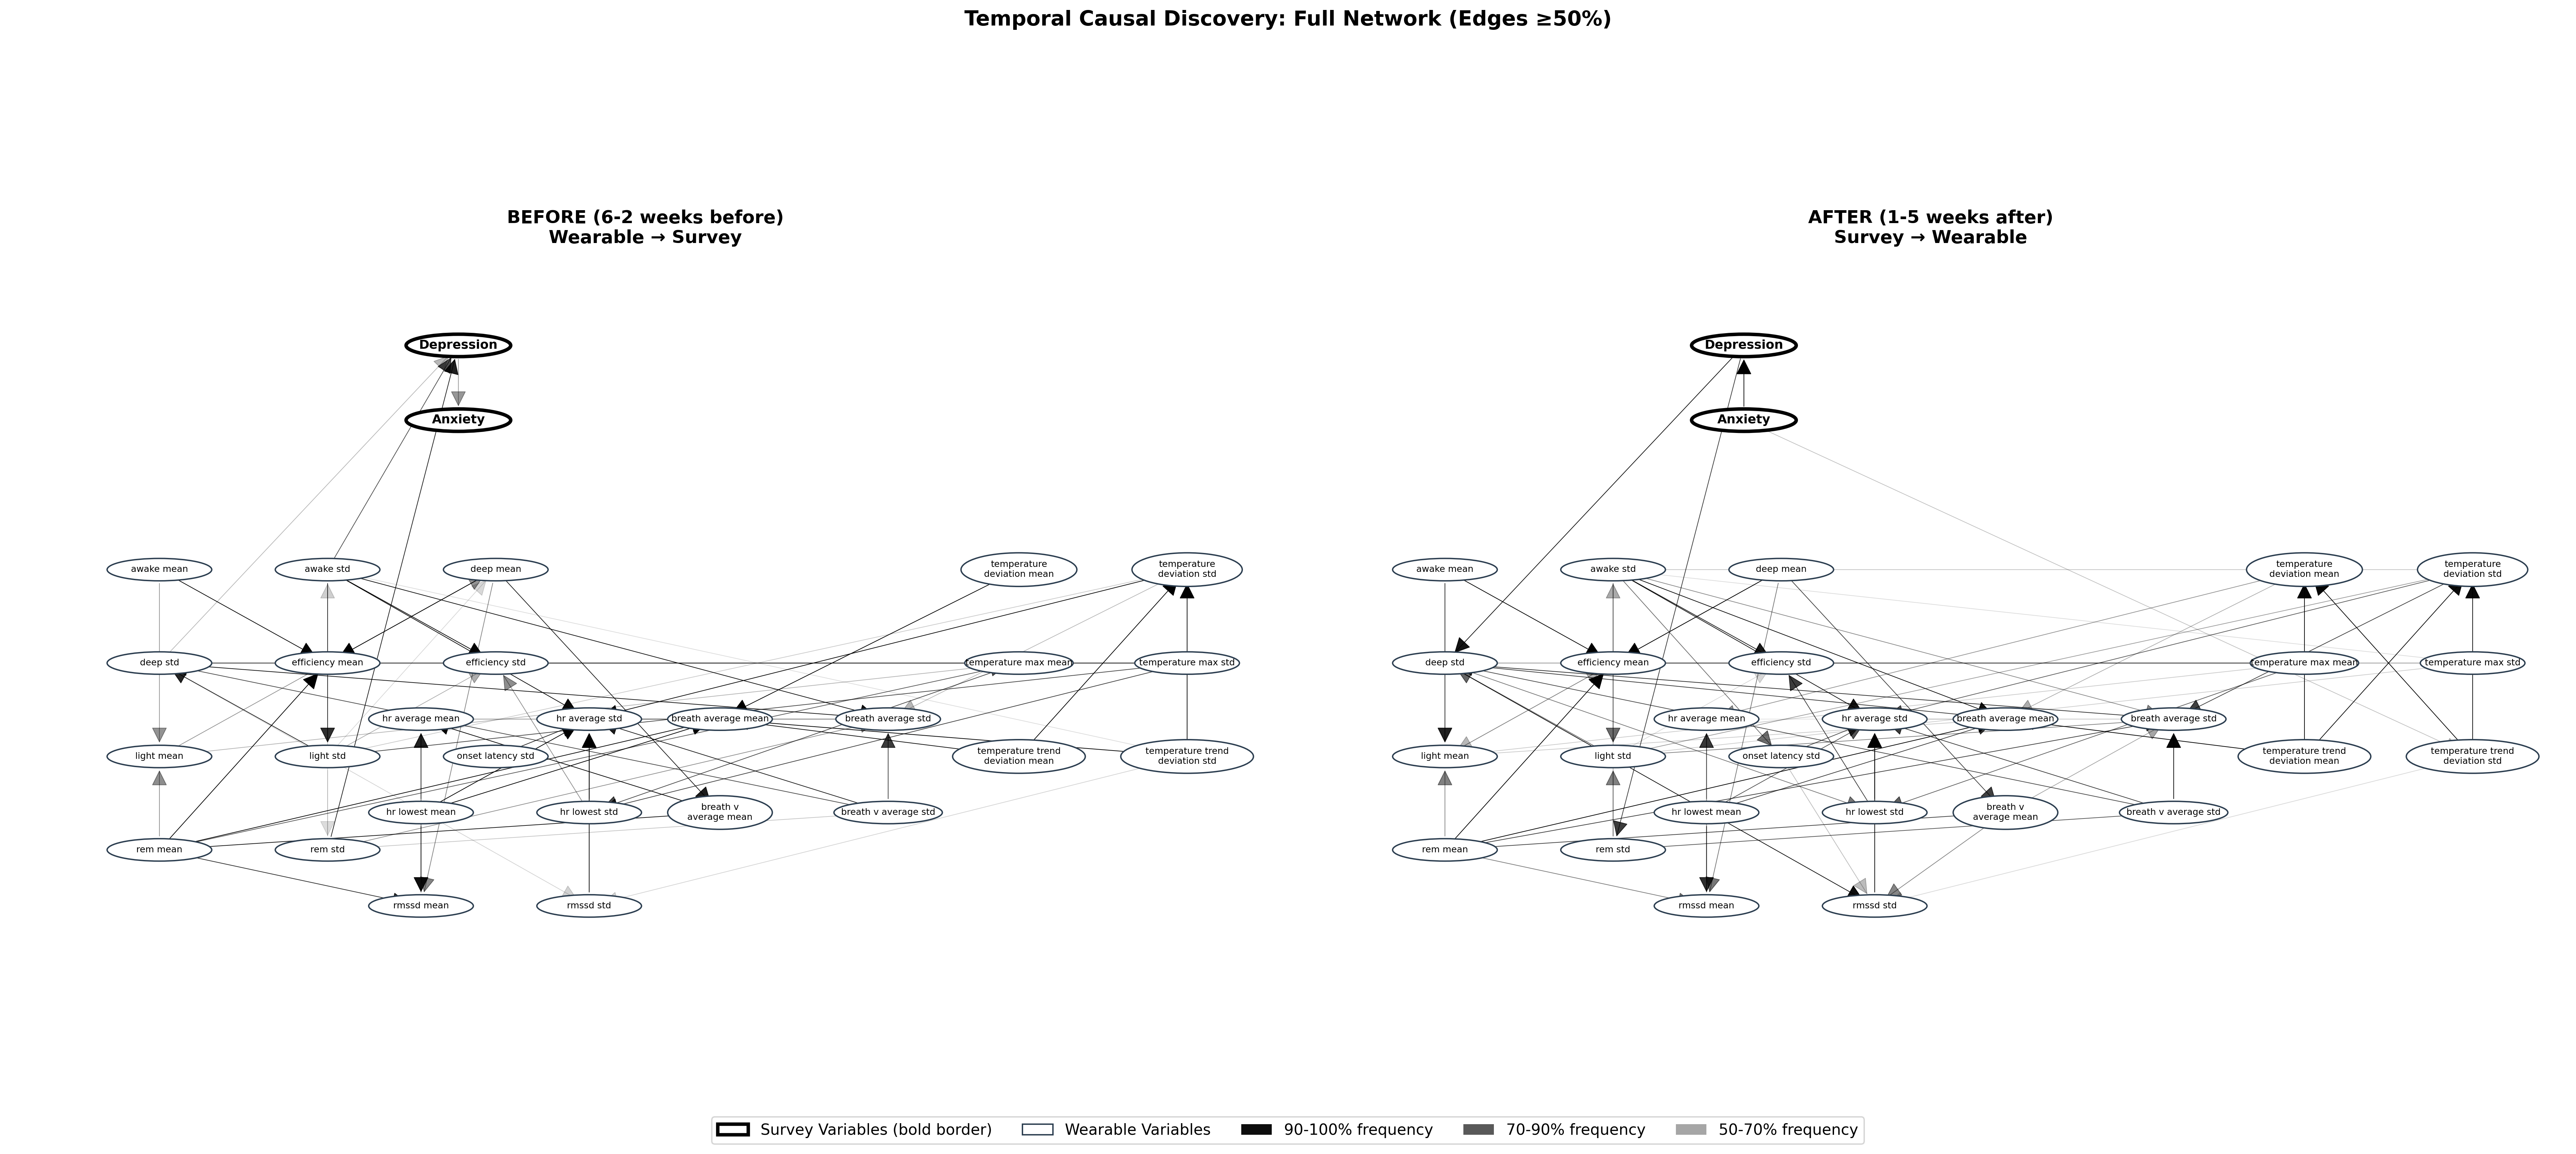 Temporal Causal Discovery: Full Network (Edges ≥50%)
BEFORE (6-2 weeks before)
Wearable → Survey
Depression
Anxiety
awake mean
awake std
deep mean
temperature
deviation mean
temperature
deviation std
deep std
efficiency mean
efficiency std
temperature max mean
temperature max std
hr average mean
hr average std
breath average mean
breath average std
light mean
light std
onset latency std
temperature trend
deviation mean
temperature trend
deviation std
hr lowest mean
hr lowest std
breath v
average mean
breath v average std
rem mean
rem std
rmssd mean
rmssd std
AFTER (1-5 weeks after)
Survey → Wearable
Depression
Anxiety
awake mean
awake std
deep mean
temperature
deviation mean
temperature
deviation std
deep std
efficiency mean
efficiency std
temperature max mean
temperature max std
hr average mean
hr average std
breath average mean
breath average std
light mean
light std
onset latency std
temperature trend
deviation mean
temperature trend
deviation std
hr lowest mean
hr lowest std
breath v
average mean
breath v average std
rem mean
rem std
rmssd mean
rmssd std
Survey Variables (bold border)
Wearable Variables
90-100% frequency
70-90% frequency
50-70% frequency